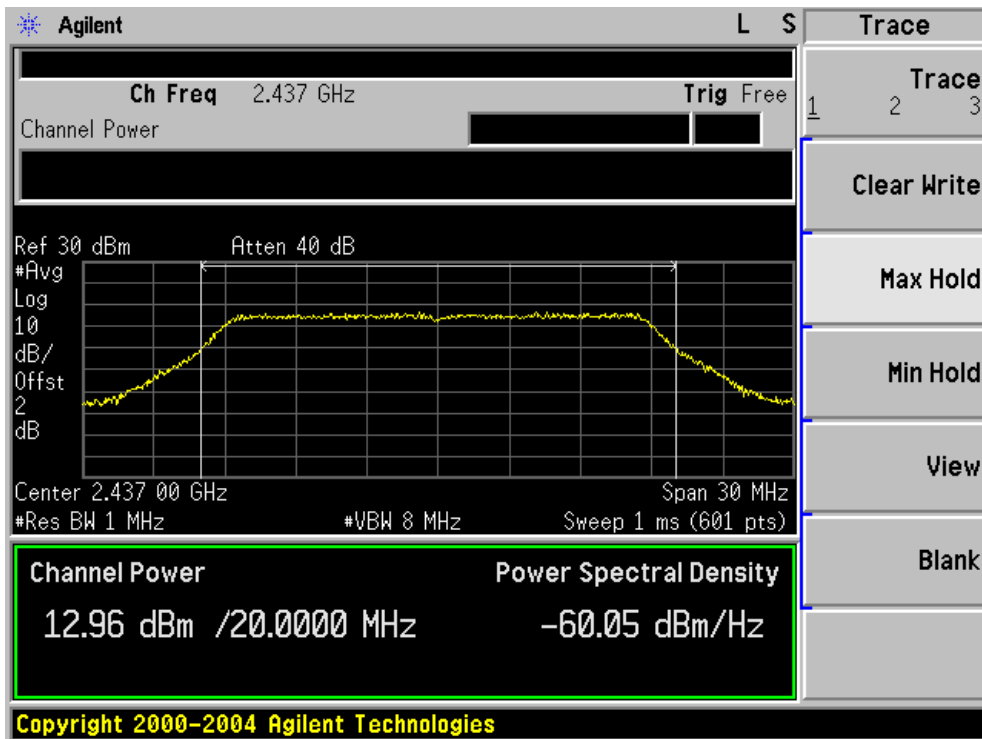 Agilent L S Trace
Ch Freq 2.437 GHz Trig Free
Channel Power
Trace
1 2 3
Clear Write
Max Hold
Min Hold
View
Blank
Ref 30 dBm Atten 40 dB
#Avg
Log
10
dB/
Offst
2
dB
Center 2.437 00 GHz Span 30 MHz
#Res BW 1 MHz #VBW 8 MHz Sweep 1 ms (601 pts)
Channel Power Power Spectral Density
12.96 dBm /20.0000 MHz -60.05 dBm/Hz
Copyright 2000-2004 Agilent Technologies